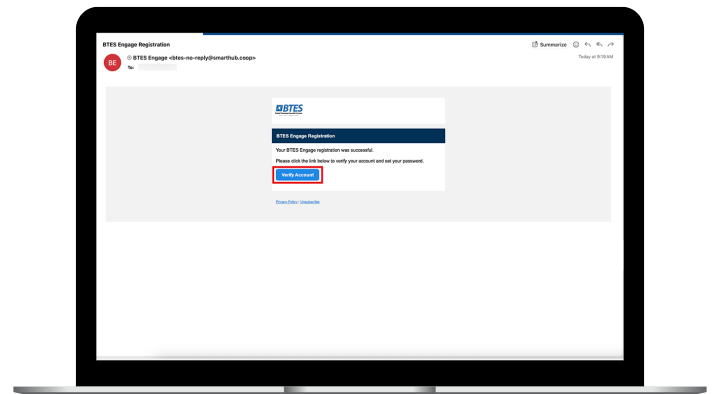 BTES Engage Registration
Summarize
BE
BTES Engage <btes-no-reply@smarthub.coop>
Today at 9:19 AM
To:
BTES
BTES Engage Registration
Your BTES Engage registration was successful.
Please click the link below to verify your account and set your password.
Verify Account
Privacy Policy | Unsubscribe